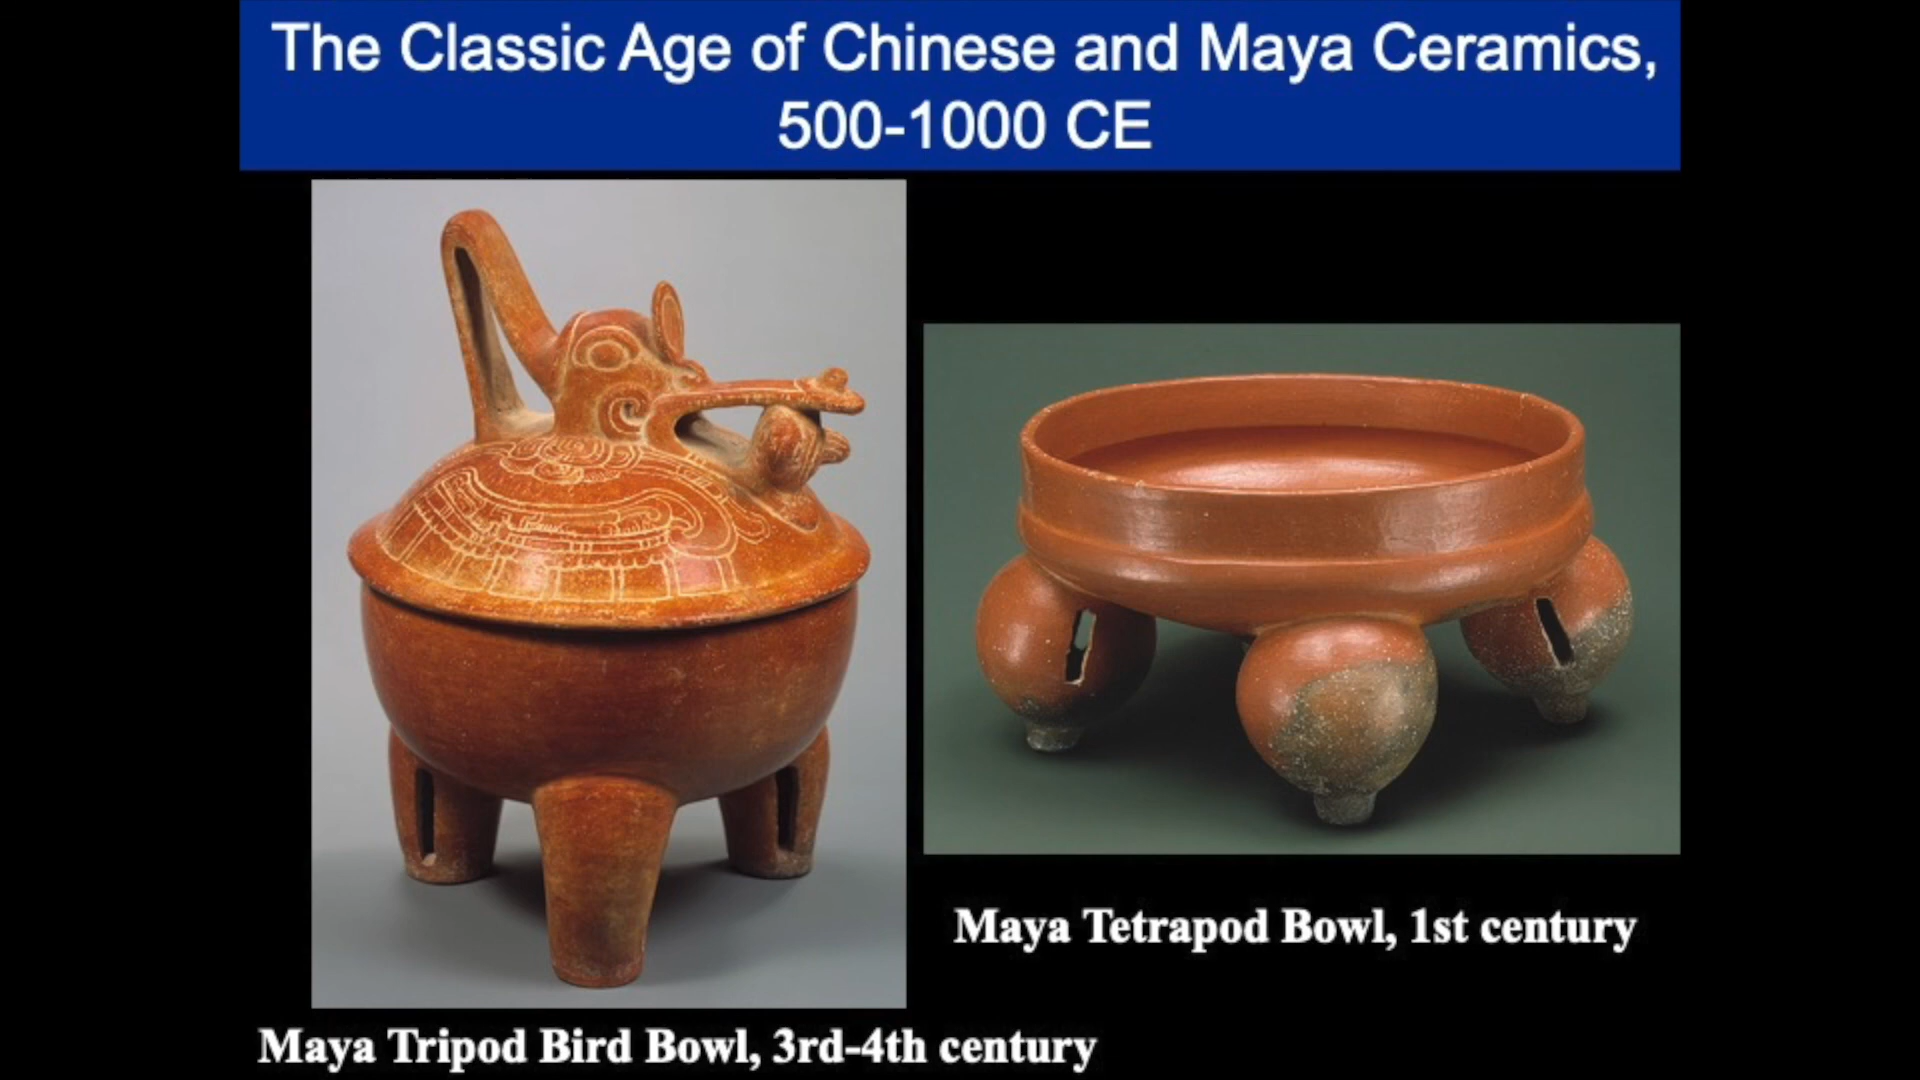 The Classic Age of Chinese and Maya Ceramics,
500-1000 CE
Maya Tetrapod Bowl, 1st century
Maya Tripod Bird Bowl, 3rd-4th century